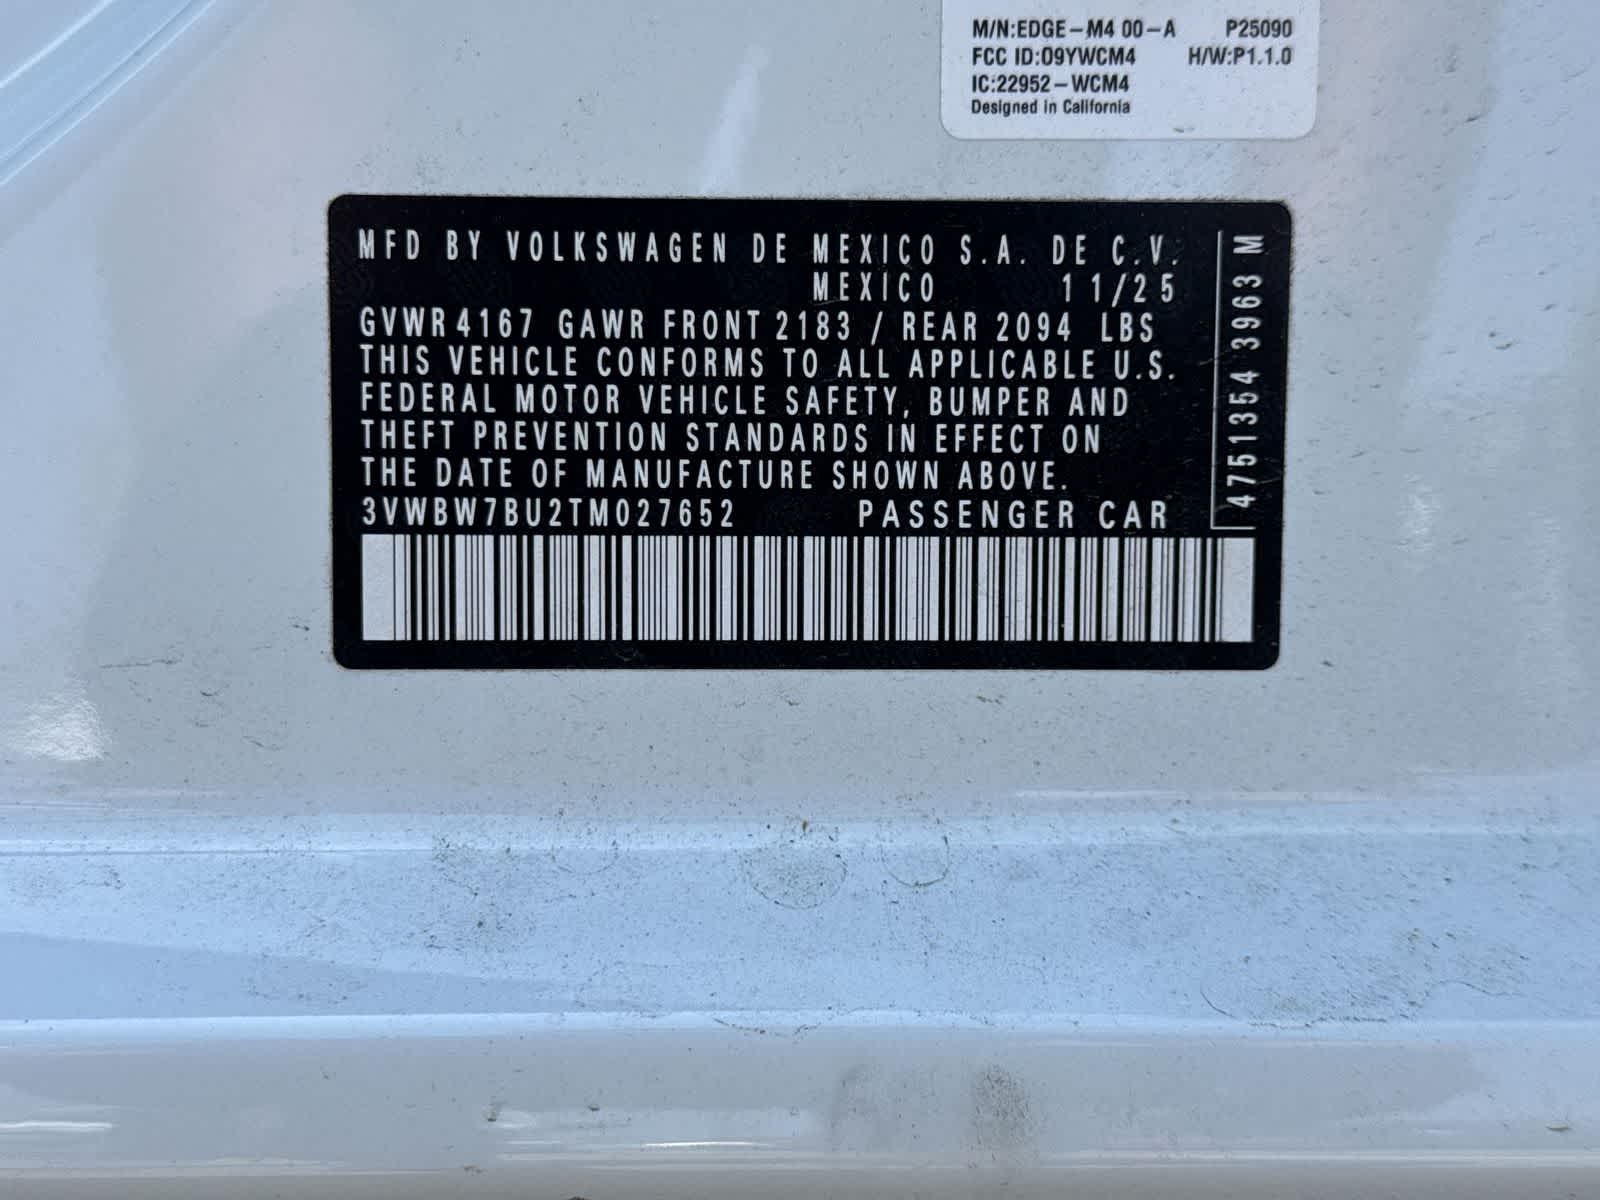 M/N:EDGE-M4 00-A P25090
FCC ID:O9YWCM4 H/W:P1.1.0
IC:22952-WCM4
Designed in California
MFD BY VOLKSWAGEN DE MEXICO S.A. DE C.V.
MEXICO 11/25
GVWR 4167 GAWR FRONT 2183 / REAR 2094 LBS
THIS VEHICLE CONFORMS TO ALL APPLICABLE U.S.
FEDERAL MOTOR VEHICLE SAFETY, BUMPER AND
THEFT PREVENTION STANDARDS IN EFFECT ON
THE DATE OF MANUFACTURE SHOWN ABOVE.
3VWBW7BU2TM027652 PASSENGER CAR
4751354 3963 M